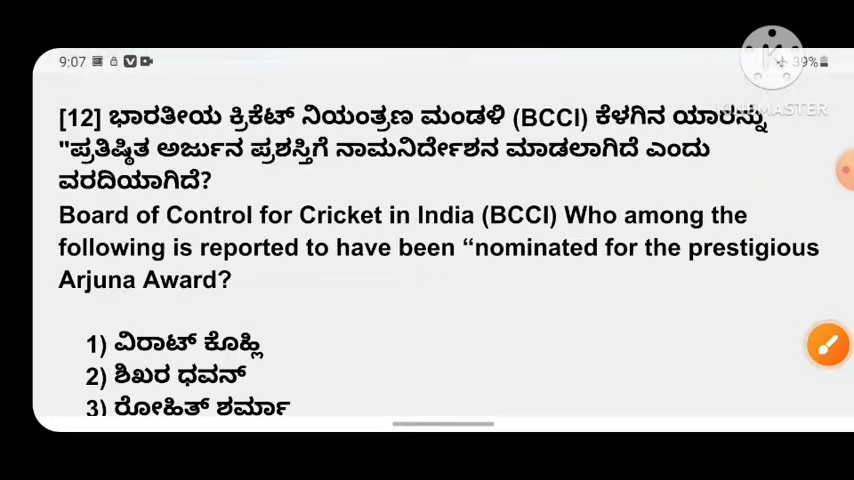 9:07
39%
KINEMASTER
[12] ಭಾರತೀಯ ಕ್ರಿಕೆಟ್ ನಿಯಂತ್ರಣ ಮಂಡಳಿ (BCCI) ಕೆಳಗಿನ ಯಾರನ್ನು
"ಪ್ರತಿಷ್ಠಿತ ಅರ್ಜುನ ಪ್ರಶಸ್ತಿಗೆ ನಾಮನಿರ್ದೇಶನ ಮಾಡಲಾಗಿದೆ ಎಂದು
ವರದಿಯಾಗಿದೆ?
Board of Control for Cricket in India (BCCI) Who among the
following is reported to have been “nominated for the prestigious
Arjuna Award?
1) ವಿರಾಟ್ ಕೊಹ್ಲಿ
2) ಶಿಖರ ಧವನ್
3) ರೋಹಿತ್ ಶರ್ಮಾ